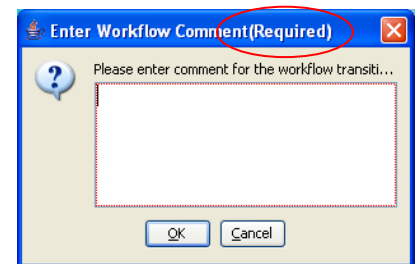 Enter Workflow Comment(Required)
Please enter comment for the workflow transiti...
OK Cancel